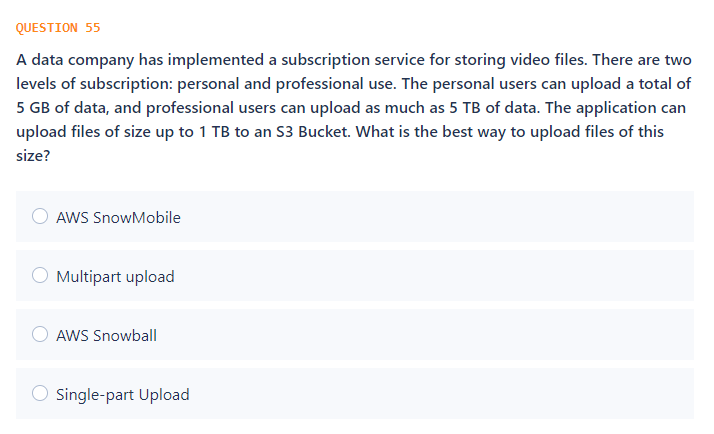 QUESTION 55
A data company has implemented a subscription service for storing video files. There are two
levels of subscription: personal and professional use. The personal users can upload a total of
5 GB of data, and professional users can upload as much as 5 TB of data. The application can
upload files of size up to 1 TB to an S3 Bucket. What is the best way to upload files of this
size?
AWS SnowMobile
Multipart upload
AWS Snowball
Single-part Upload